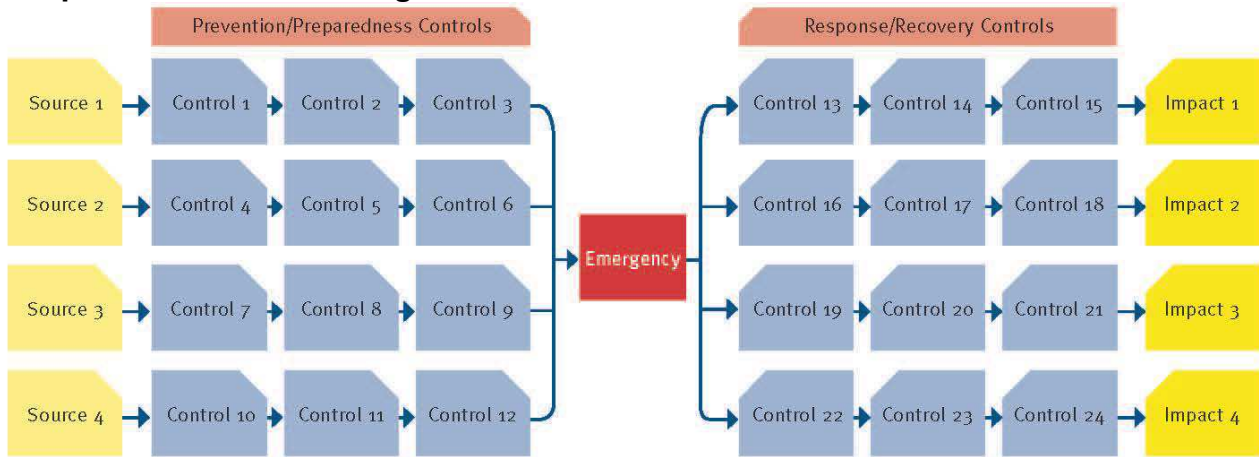 Prevention/Preparedness Controls
Response/Recovery Controls
Source 1
Control 1
Control 2
Control 3
Control 13
Control 14
Control 15
Impact 1
Source 2
Control 4
Control 5
Control 6
Control 16
Control 17
Control 18
Impact 2
Emergency
Source 3
Control 7
Control 8
Control 9
Control 19
Control 20
Control 21
Impact 3
Source 4
Control 10
Control 11
Control 12
Control 22
Control 23
Control 24
Impact 4